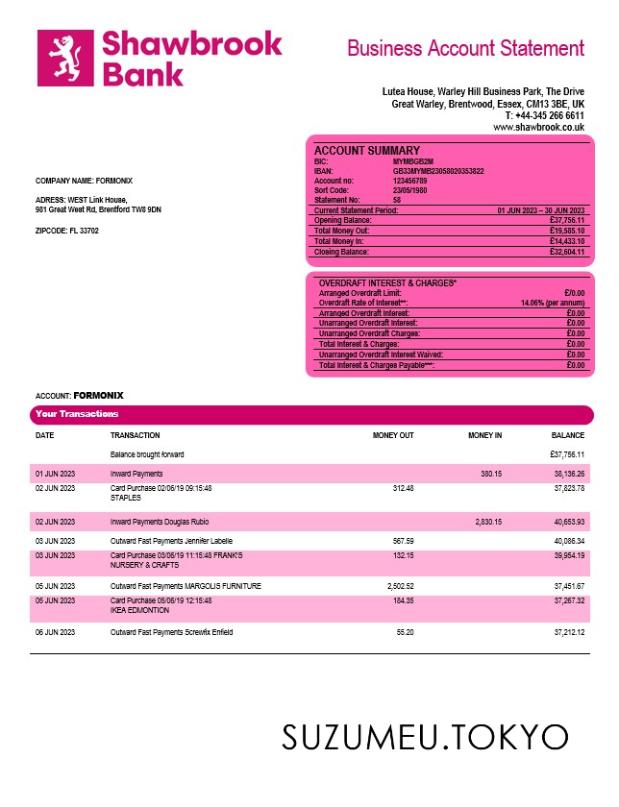 Shawbrook
Bank
Business Account Statement
Lutea House, Warley Hill Business Park, The Drive
Great Warley, Brentwood, Essex, CM13 3BE, UK
T: +44-345 266 6611
www.shawbrook.co.uk
ACCOUNT SUMMARY
BIC: MYMBGB2M
IBAN: GB33MYMB23058020353822
Account no: 123456789
Sort Code: 23/05/1980
Statement No: 58
Current Statement Period: 01 JUN 2023 – 30 JUN 2023
Opening Balance: £37,756.11
Total Money Out: £19,585.10
Total Money In: £14,433.10
Closing Balance: £32,604.11
COMPANY NAME: FORMONIX
ADRESS: WEST Link House,
981 Great West Rd, Brentford TW8 9DN
ZIPCODE: FL 33702
OVERDRAFT INTEREST & CHARGES*
Arranged Overdraft Limit: £/0.00
Overdraft Rate of Interest**: 14.06% (per annum)
Arranged Overdraft Interest: £0.00
Unarranged Overdraft Interest: £0.00
Unarranged Overdraft Charges: £0.00
Total Interest & Charges: £0.00
Unarranged Overdraft Interest Waived: £0.00
Total Interest & Charges Payable***: £0.00
ACCOUNT: FORMONIX
Your Transactions
DATE TRANSACTION MONEY OUT MONEY IN BALANCE
Balance brought forward £37,756.11
01 JUN 2023 Inward Payments 380.15 38,136.26
02 JUN 2023 Card Purchase 02/06/19 09:15:48 312.48 37,823.78
STAPLES
02 JUN 2023 Inward Payments Douglas Rubio 2,830.15 40,653.93
03 JUN 2023 Outward Fast Payments Jennifer Labelle 567.59 40,086.34
03 JUN 2023 Card Purchase 03/06/19 11:15:48 FRANK'S 132.15 39,954.19
NURSERY & CRAFTS
05 JUN 2023 Outward Fast Payments MARGOLIS FURNITURE 2,502.52 37,451.67
05 JUN 2023 Card Purchase 05/06/19 12:15:48 184.35 37,267.32
IKEA EDMONTION
06 JUN 2023 Outward Fast Payments Screwfix Enfield 55.20 37,212.12
SUZUMEU.TOKYO